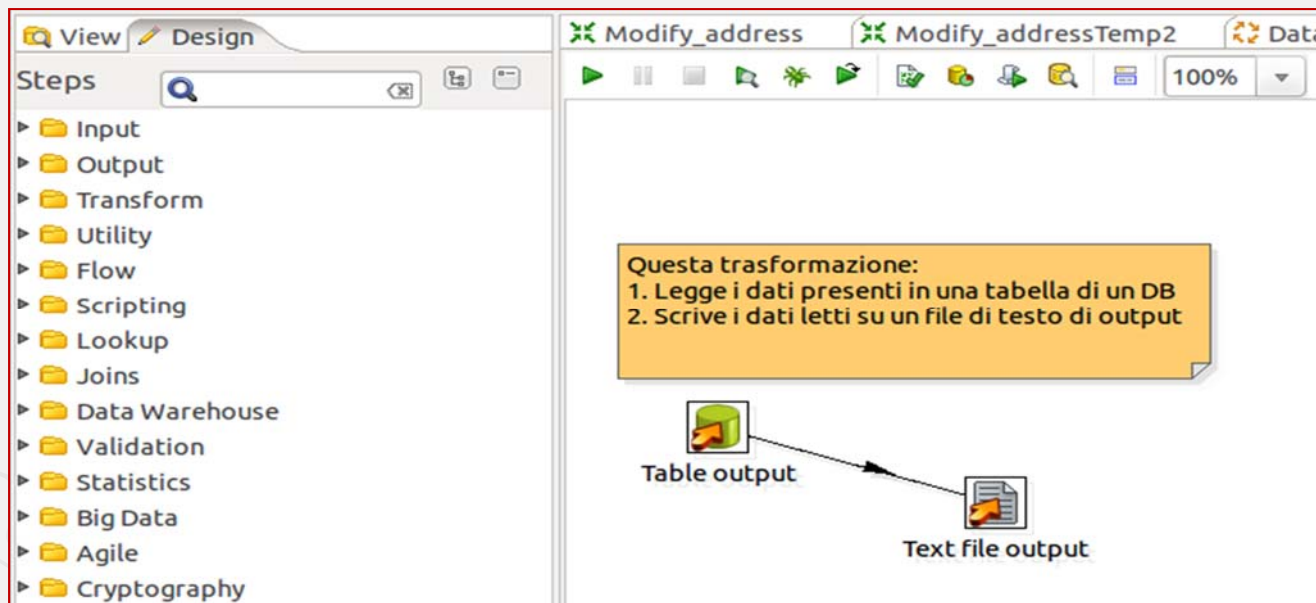 View
Design
Steps
Input
Output
Transform
Utility
Flow
Scripting
Lookup
Joins
Data Warehouse
Validation
Statistics
Big Data
Agile
Cryptography
Modify_address
Modify_addressTemp2
Data
100%
Questa trasformazione:
1. Legge i dati presenti in una tabella di un DB
2. Scrive i dati letti su un file di testo di output
Table output
Text file output